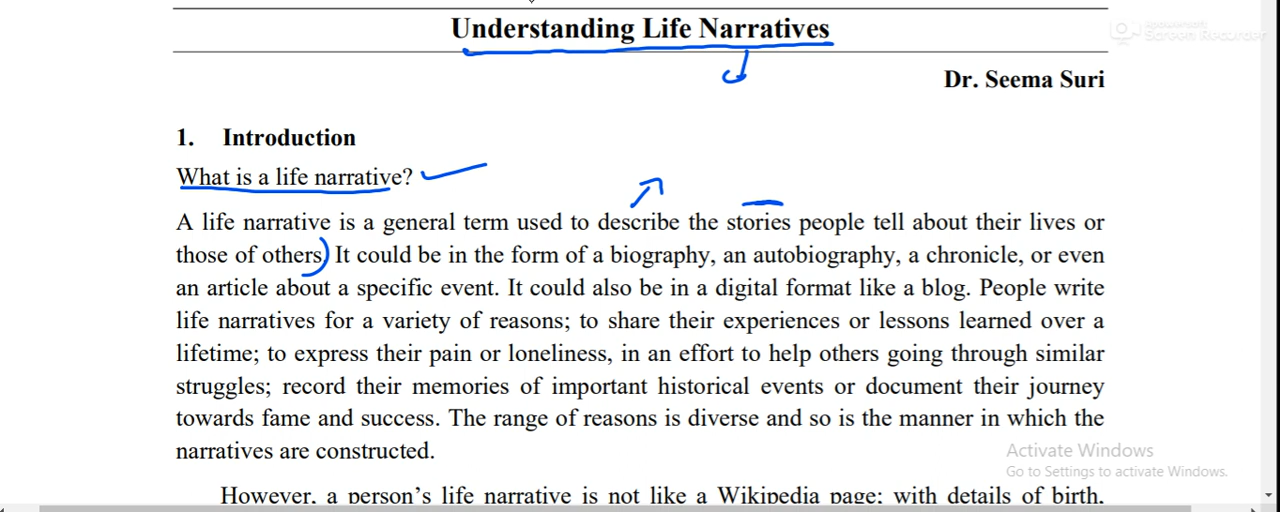 Understanding Life Narratives
Screen Recorder
Dr. Seema Suri
1. Introduction
What is a life narrative?
A life narrative is a general term used to describe the stories people tell about their lives or
those of others. It could be in the form of a biography, an autobiography, a chronicle, or even
an article about a specific event. It could also be in a digital format like a blog. People write
life narratives for a variety of reasons; to share their experiences or lessons learned over a
lifetime; to express their pain or loneliness, in an effort to help others going through similar
struggles; record their memories of important historical events or document their journey
towards fame and success. The range of reasons is diverse and so is the manner in which the
narratives are constructed.
Activate Windows
Go to Settings to activate Windows.
However, a person's life narrative is not like a Wikipedia page; with details of birth,